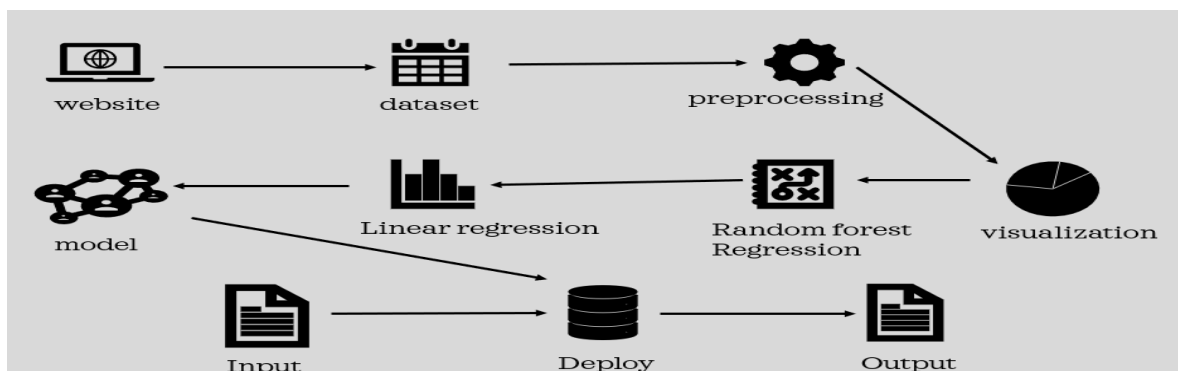 website
dataset
preprocessing
model
Linear regression
Random forest
Regression
visualization
Input
Deploy
Output